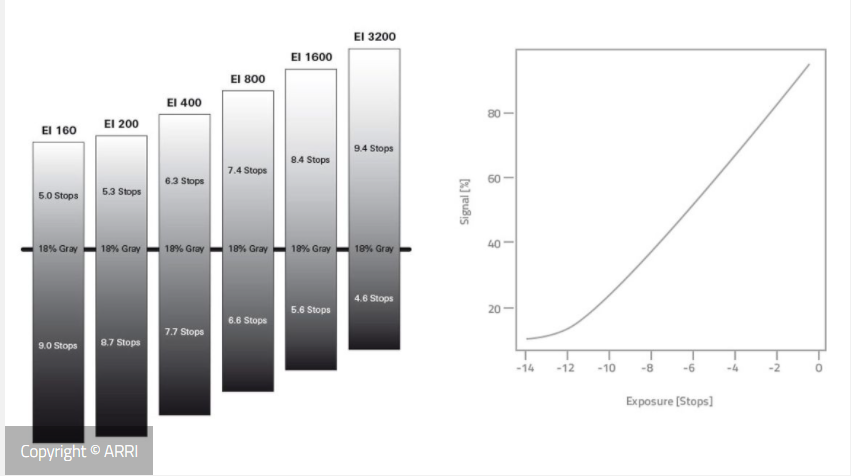 EI 160
EI 200
EI 400
EI 800
EI 1600
EI 3200
5.0 Stops
5.3 Stops
6.3 Stops
7.4 Stops
8.4 Stops
9.4 Stops
18% Gray
18% Gray
18% Gray
18% Gray
18% Gray
18% Gray
9.0 Stops
8.7 Stops
7.7 Stops
6.6 Stops
5.6 Stops
4.6 Stops
Copyright © ARRI
Signal [%]
80
60
40
20
-14 -12 -10 -8 -6 -4 -2 0
Exposure [Stops]